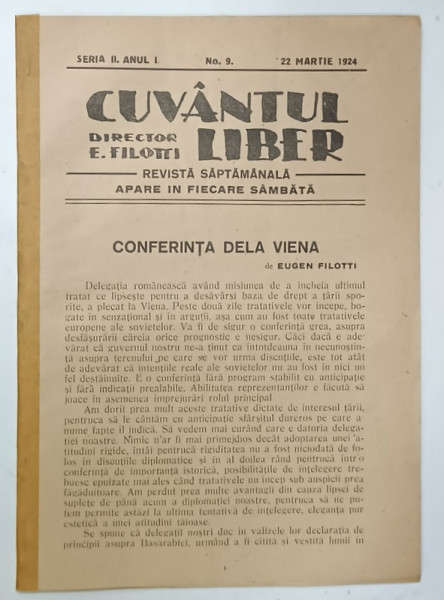 SERIA II. ANUL I. No. 9. 22 MARTIE 1924
CUVÂNTUL
DIRECTOR
E. FILOTTI LIBER
REVISTĂ SĂPTĂMÂNALĂ
APARE IN FIECARE SÂMBĂTĂ
CONFERINȚA DELA VIENA
de EUGEN FILOTTI
Delegația românească având misiunea de a încheia ultimul
tratat ce lipsește pentru a desăvârși baza de drept a țării spo-
rite, a plecat la Viena. Peste două zile tratativele vor începe, bo-
gate în senzațional și în arguții, așa cum au fost toate tratativele
europene ale sovietelor. Va fi de sigur o conferință grea, asupra
desfășurării căreia orice prognostic e nesigur. Căci dacă e ade-
vărat că guvernul nostru ne-a ținut ca întotdeauna în necunoștin-
ță asupra terenului pe care se vor urma discuțiile, este tot atât
de adevărat că intențiile reale ale sovietelor nu au fost în nici un
fel destăinuite. E o conferință fără program stabilit cu anticipație
și fără indicații prealabile. Abilitatea reprezentanților e făcută să
joace în asemenea împrejurări rolul principal
Am dorit prea mult aceste tratative dictate de interesul țării,
pentruca să le cântăm cu anticipație sfârșitul dureros pe care a-
nume fapte îl indică. Să vedem mai curând care e datoria delega-
ției noastre. Nimic n'ar fi mai primejdios decât adoptarea unei a-
titudini rigide, întâi pentrucă rigiditatea nu a fost niciodată de fo-
los în discuțiile diplomatice și în al doilea rând pentrucă într'o
conferință de importanță istorică, posibilitățile de înțelegere tre-
buesc epuizate mai ales când tratativele nu încep sub auspicii prea
făgăduitoare. Am perdut prea multe avantagii din cauza lipsei de
suplețe de până acum a diplomației noastre, pentruca să ne pu-
tem permite astăzi la ultima tentativă de înțelegere, eleganța pur
estetică a unei atitudini tăioase.
Se spune că delegații noștri duc în valizele lor declarația de
principii asupra Basarabiei, urmând a fi citită și vestită lumii in